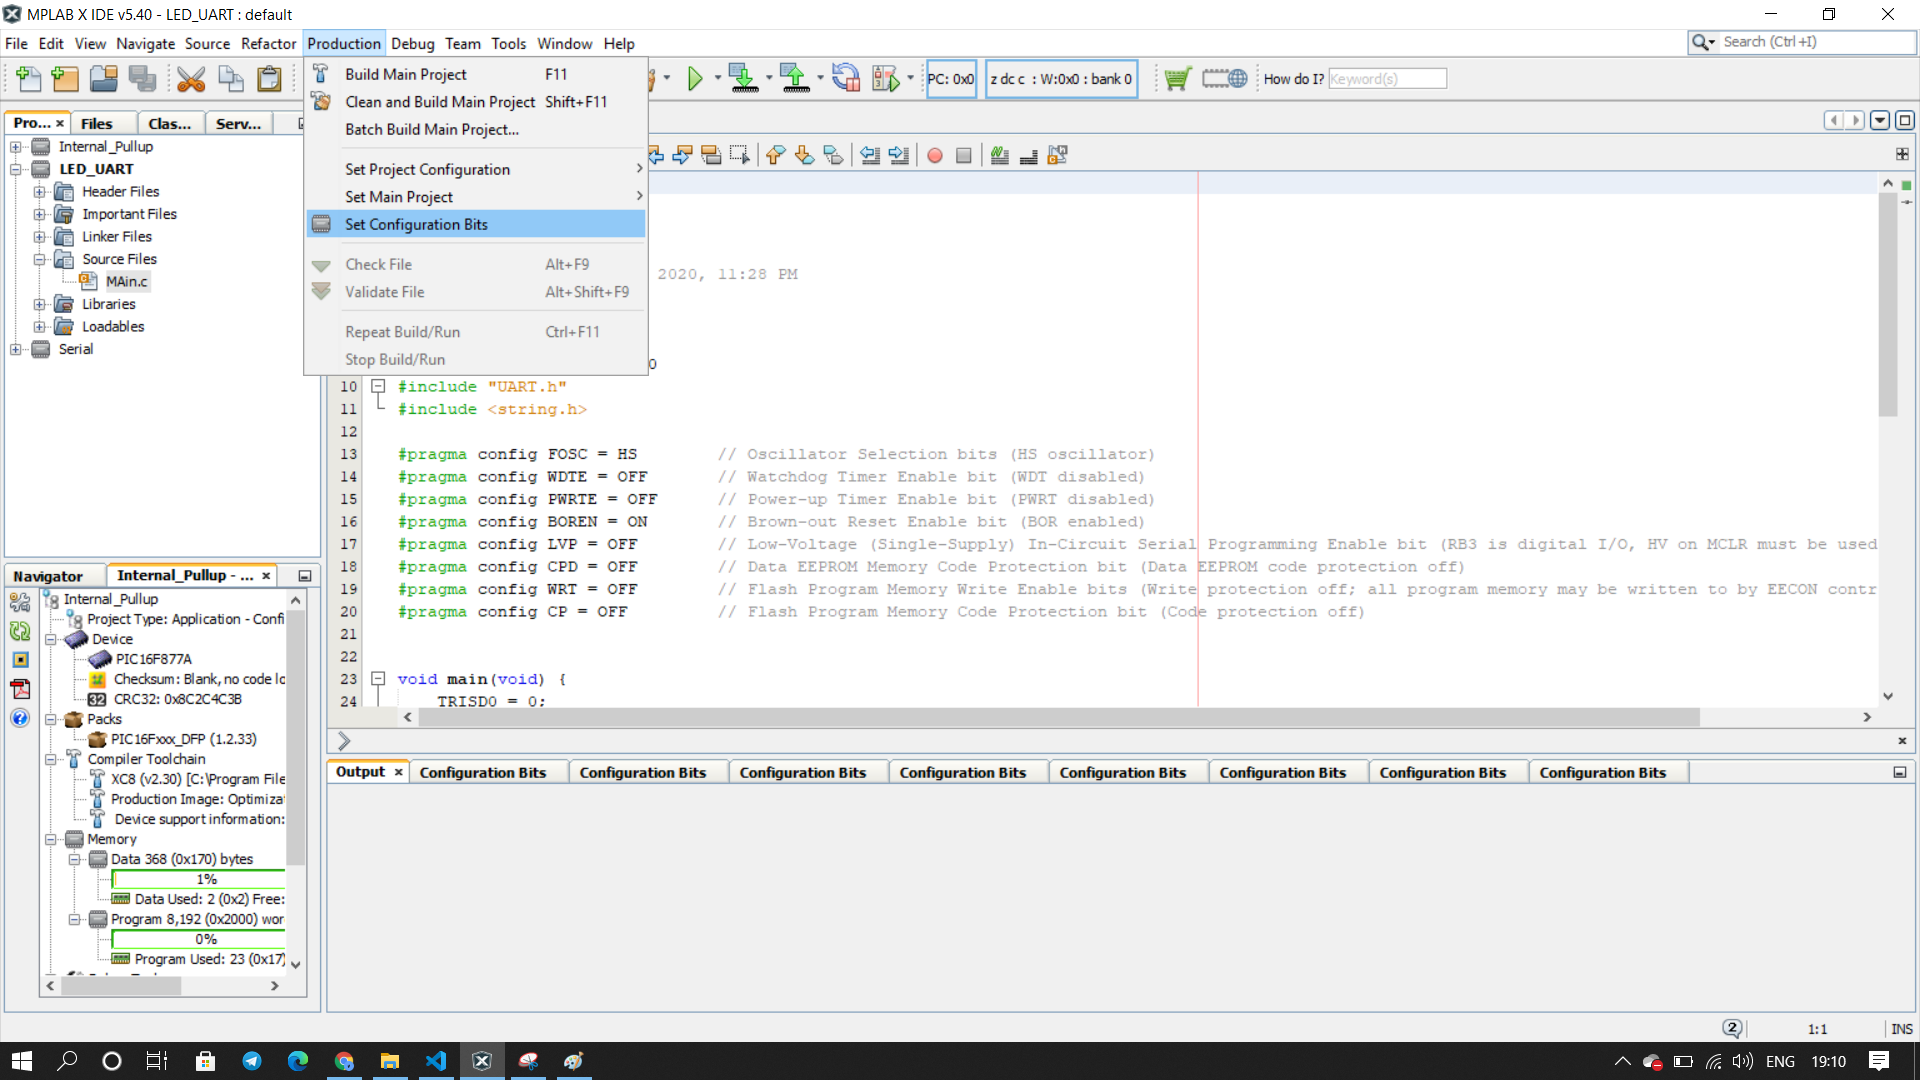 MPLAB X IDE v5.40 - LED_UART : default
File Edit View Navigate Source Refactor Production Debug Team Tools Window Help
Search (Ctrl+I)
PC: 0x0
z dc c : W:0x0 : bank 0
How do I? Keyword(s)
Build Main Project F11
Clean and Build Main Project Shift+F11
Batch Build Main Project...
Set Project Configuration
Set Main Project
Set Configuration Bits
Check File Alt+F9
Validate File Alt+Shift+F9
Repeat Build/Run Ctrl+F11
Stop Build/Run
Pro... Files Clas... Serv...
Internal_Pullup
LED_UART
Header Files
Important Files
Linker Files
Source Files
MAin.c
Libraries
Loadables
Serial
2020, 11:28 PM
0
10 #include "UART.h"
11 #include <string.h>
12
13 #pragma config FOSC = HS // Oscillator Selection bits (HS oscillator)
14 #pragma config WDTE = OFF // Watchdog Timer Enable bit (WDT disabled)
15 #pragma config PWRTE = OFF // Power-up Timer Enable bit (PWRT disabled)
16 #pragma config BOREN = ON // Brown-out Reset Enable bit (BOR enabled)
17 #pragma config LVP = OFF // Low-Voltage (Single-Supply) In-Circuit Serial Programming Enable bit (RB3 is digital I/O, HV on MCLR must be used
18 #pragma config CPD = OFF // Data EEPROM Memory Code Protection bit (Data EEPROM code protection off)
19 #pragma config WRT = OFF // Flash Program Memory Write Enable bits (Write protection off; all program memory may be written to by EECON contr
20 #pragma config CP = OFF // Flash Program Memory Code Protection bit (Code protection off)
21
22
23 void main(void) {
24 TRISD0 = 0;
Navigator Internal_Pullup - ...
Internal_Pullup
Project Type: Application - Confi
Device
PIC16F877A
Checksum: Blank, no code lo
32 CRC32: 0x8C2C4C3B
Packs
PIC16Fxxx_DFP (1.2.33)
Compiler Toolchain
XC8 (v2.30) [C:\Program File
Production Image: Optimizat
Device support information:
Memory
Data 368 (0x170) bytes
1%
Data Used: 2 (0x2) Free:
Program 8,192 (0x2000) wor
0%
Program Used: 23 (0x17)
Output Configuration Bits Configuration Bits Configuration Bits Configuration Bits Configuration Bits Configuration Bits Configuration Bits Configuration Bits
2 1:1 INS
ENG 19:10